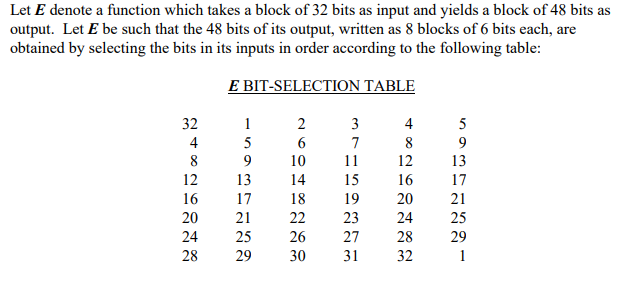 Let E denote a function which takes a block of 32 bits as input and yields a block of 48 bits as
output. Let E be such that the 48 bits of its output, written as 8 blocks of 6 bits each, are
obtained by selecting the bits in its inputs in order according to the following table:
E BIT-SELECTION TABLE
32 1 2 3 4 5
4 5 6 7 8 9
8 9 10 11 12 13
12 13 14 15 16 17
16 17 18 19 20 21
20 21 22 23 24 25
24 25 26 27 28 29
28 29 30 31 32 1